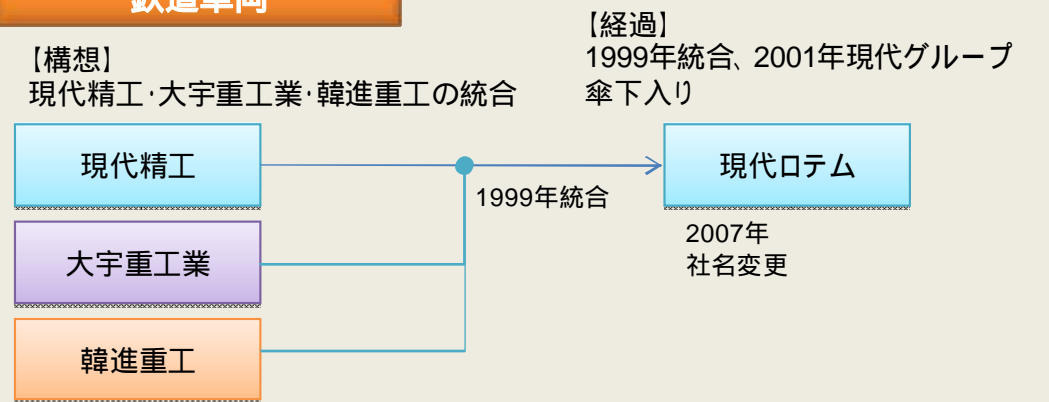 鉄道車両
【構想】
現代精工・大宇重工業・韓進重工の統合
【経過】
1999年統合、2001年現代グループ
傘下入り
現代精工
大宇重工業
韓進重工
1999年統合
現代ロテム
2007年
社名変更